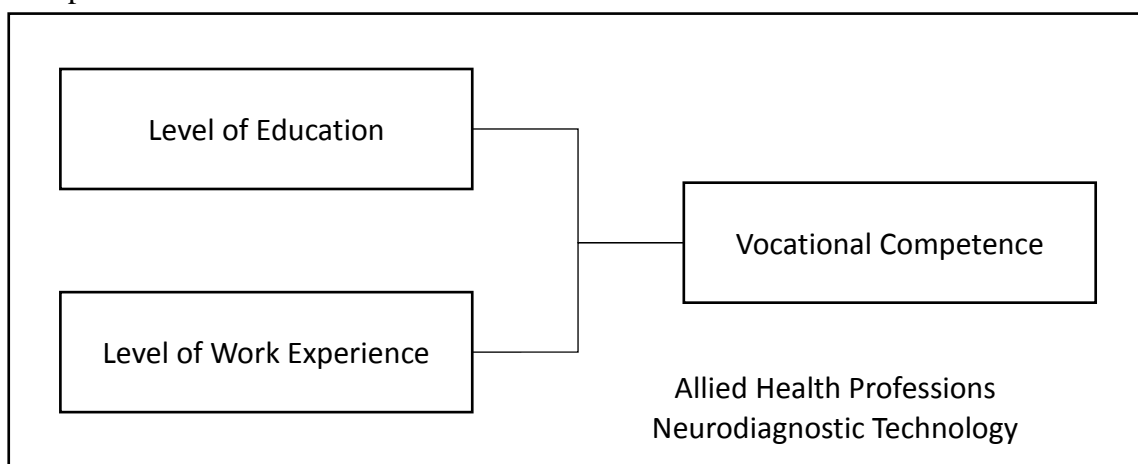 Level of Education
Vocational Competence
Level of Work Experience
Allied Health Professions
Neurodiagnostic Technology